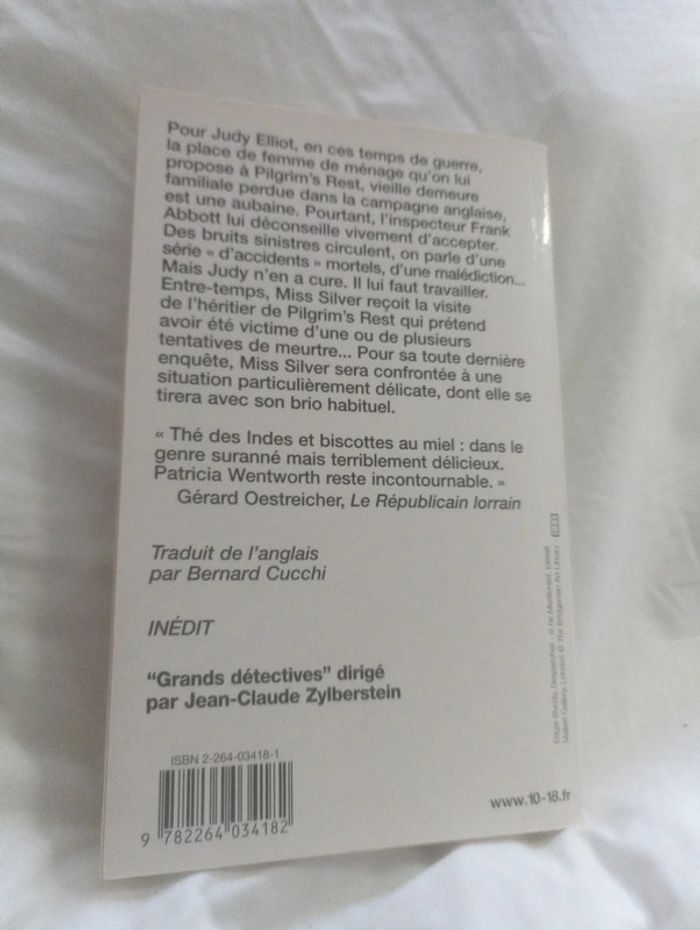 Pour Judy Elliot, en ces temps de guerre,
la place de femme de ménage qu'on lui
propose à Pilgrim's Rest, vieille demeure
familiale perdue dans la campagne anglaise,
est une aubaine. Pourtant, l'inspecteur Frank
Abbott lui déconseille vivement d'accepter.
Des bruits sinistres circulent, on parle d'une
série « d'accidents » mortels, d'une malédiction...
Mais Judy n'en a cure. Il lui faut travailler.
Entre-temps, Miss Silver reçoit la visite
de l'héritier de Pilgrim's Rest qui prétend
avoir été victime d'une ou de plusieurs
tentatives de meurtre... Pour sa toute dernière
enquête, Miss Silver sera confrontée à une
situation particulièrement délicate, dont elle se
tirera avec son brio habituel.
« Thé des Indes et biscottes au miel : dans le
genre suranné mais terriblement délicieux.
Patricia Wentworth reste incontournable. »
Gérard Oestreicher, Le Républicain lorrain
Traduit de l'anglais
par Bernard Cucchi
INÉDIT
"Grands détectives" dirigé
par Jean-Claude Zylberstein
ISBN 2-264-03418-1
9 782264 034182
www.10-18.fr
Edgar Bundy,
Gallery, London © The Bridgeman Art Library